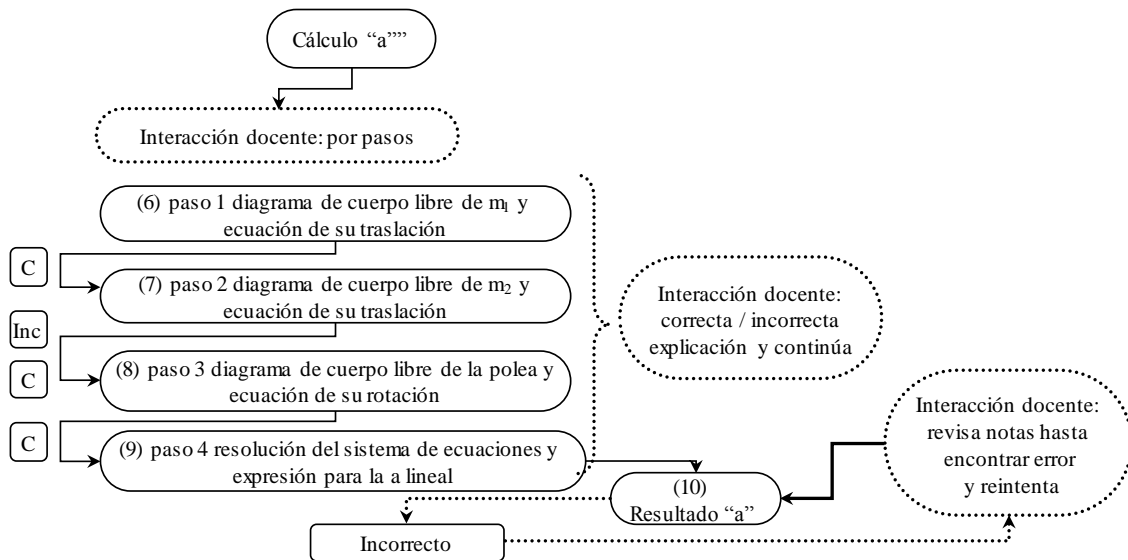 Cálculo “a””
Interacción docente: por pasos
(6) paso 1 diagrama de cuerpo libre de m₁ y
ecuación de su traslación
C
(7) paso 2 diagrama de cuerpo libre de m₂ y
ecuación de su traslación
Inc
C
(8) paso 3 diagrama de cuerpo libre de la polea y
ecuación de su rotación
C
(9) paso 4 resolución del sistema de ecuaciones y
expresión para la a lineal
Interacción docente:
correcta / incorrecta
explicación y continúa
Interacción docente:
revisa notas hasta
encontrar error
y reintenta
(10)
Resultado “a”
Incorrecto